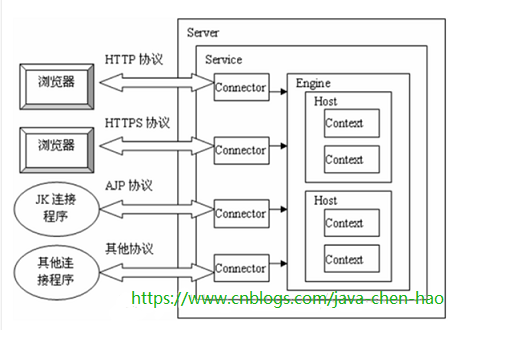 Server
Service
HTTP 协议
浏览器
Connector
Engine
Host
Context
Context
HTTPS 协议
浏览器
Connector
AJP 协议
JK 连接
程序
Connector
Host
Context
Context
其他协议
其他连
接程序
Connector
https://www.cnblogs.com/java-chen-hao